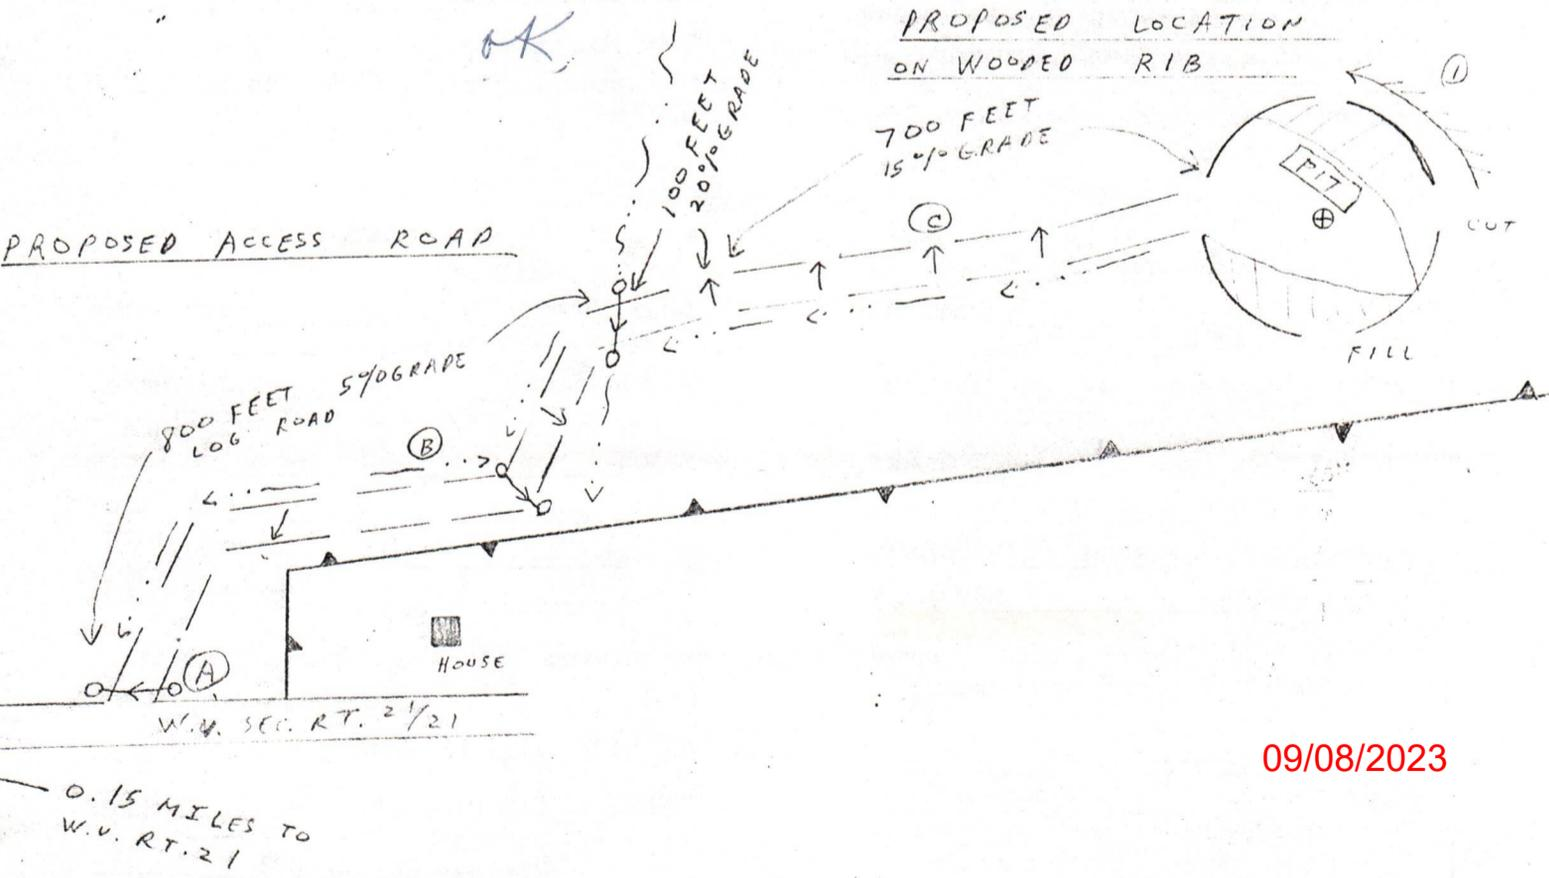 oK,
PROPOSED LOCATION
ON WOODED RIB
①
100 FEET
20% GRADE
700 FEET
15% GRADE
PIT
CUT
FILL
C
PROPOSED ACCESS ROAD
800 FEET 5% GRADE
LOG ROAD
B
A
HOUSE
W.V. SEC. RT. 21/21
0.15 MILES TO
W.V. RT. 21
09/08/2023